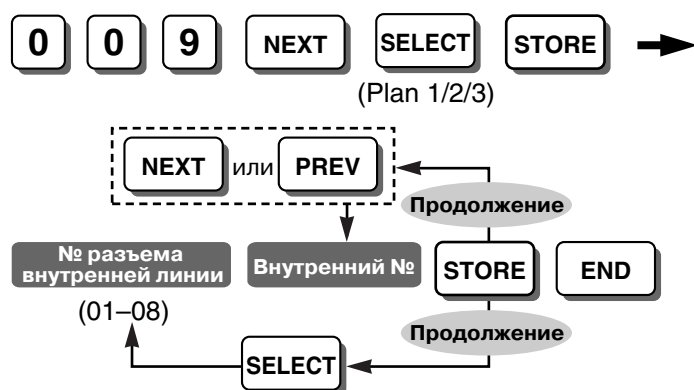 0 0 9 NEXT SELECT STORE
(Plan 1/2/3)
NEXT или PREV
Продолжение
№ разъема
внутренней линии
Внутренний №
STORE END
(01–08)
Продолжение
SELECT